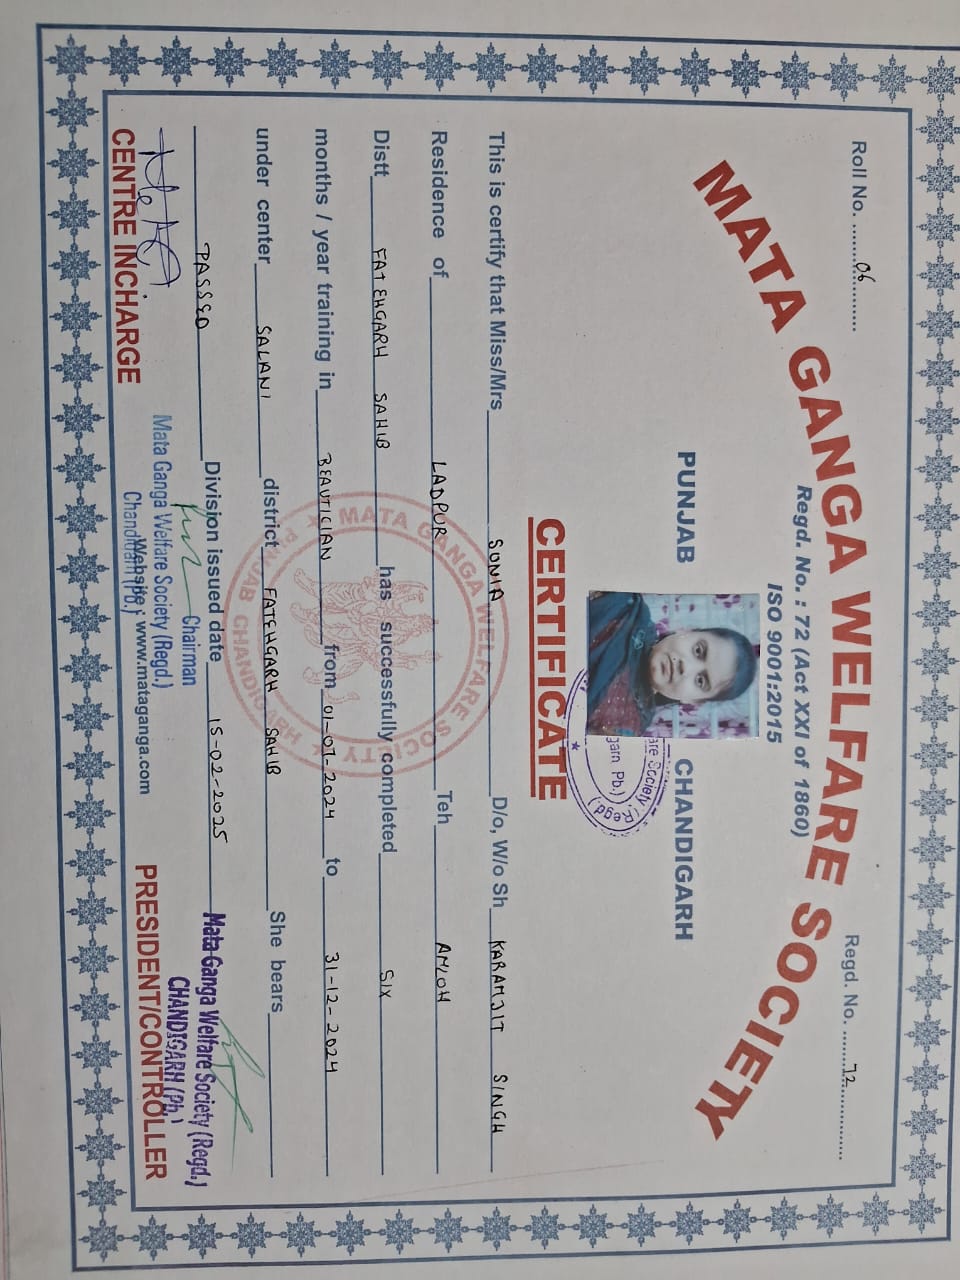 Roll No. ........06............ Regd. No. .......72..............
MATA GANGA WELFARE SOCIETY
Regd. No. : 72 (Act XXI of 1860)
ISO 9001:2015
PUNJAB CHANDIGARH
CERTIFICATE
This is certify that Miss/Mrs SONIA D/o, W/o Sh KARAMJIT SINGH
Residence of LADPUR Teh AMLOH
Distt FATEHGARH SAHIB has successfully completed SIX
months / year training in BEAUTICIAN from 01-07-2024 to 31-12-2024
under center SALANI district FATEHGARH SAHIB She bears
PASSED Division issued date 15-02-2025
MATA GANGA WELFARE SOCIETY
PUNJAB CHANDIGARH
are Society (Regd.)
garh Pb.)
Chairman
Mata Ganga Welfare Society (Regd.)
Chandigarh (Pb.)
Website : www.mataganga.com
Mata Ganga Welfare Society (Regd.)
CHANDIGARH (Pb.)
CENTRE INCHARGE
PRESIDENT/CONTROLLER